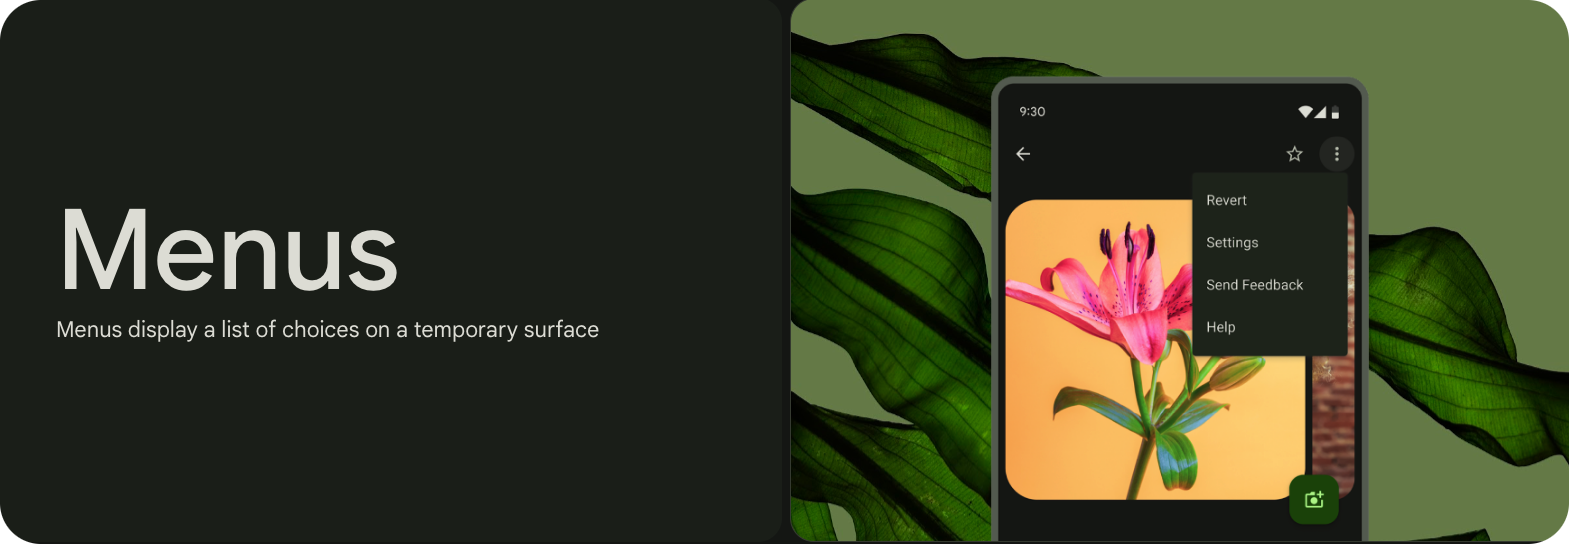 Menus
Menus display a list of choices on a temporary surface
9:30
Revert
Settings
Send Feedback
Help